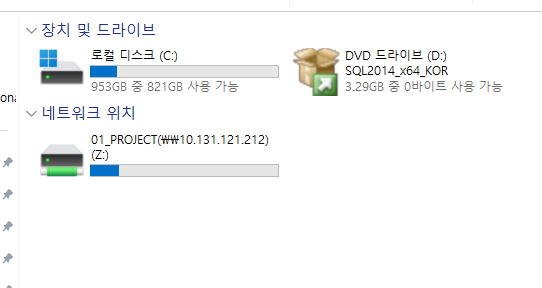 장치 및 드라이브
로컬 디스크 (C:)
953GB 중 821GB 사용 가능
DVD 드라이브 (D:)
SQL2014_x64_KOR
3.29GB 중 0바이트 사용 가능
ona
네트워크 위치
01_PROJECT(₩₩10.131.121.212)
(Z:)